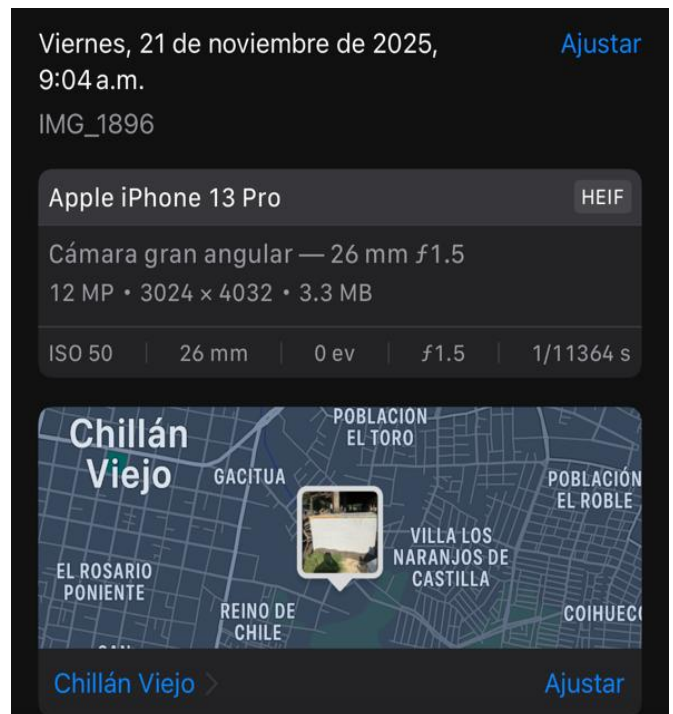 Viernes, 21 de noviembre de 2025,
9:04 a.m.
Ajustar
IMG_1896
Apple iPhone 13 Pro
HEIF
Cámara gran angular — 26 mm ƒ1.5
12 MP • 3024 × 4032 • 3.3 MB
ISO 50 | 26 mm | 0 ev | ƒ1.5 | 1/11364 s
Chillán
Viejo
POBLACIÓN
EL TORO
GACITUA
POBLACIÓN
EL ROBLE
VILLA LOS
NARANJOS DE
CASTILLA
EL ROSARIO
PONIENTE
REINO DE
CHILE
COIHUEC
Chillán Viejo >
Ajustar